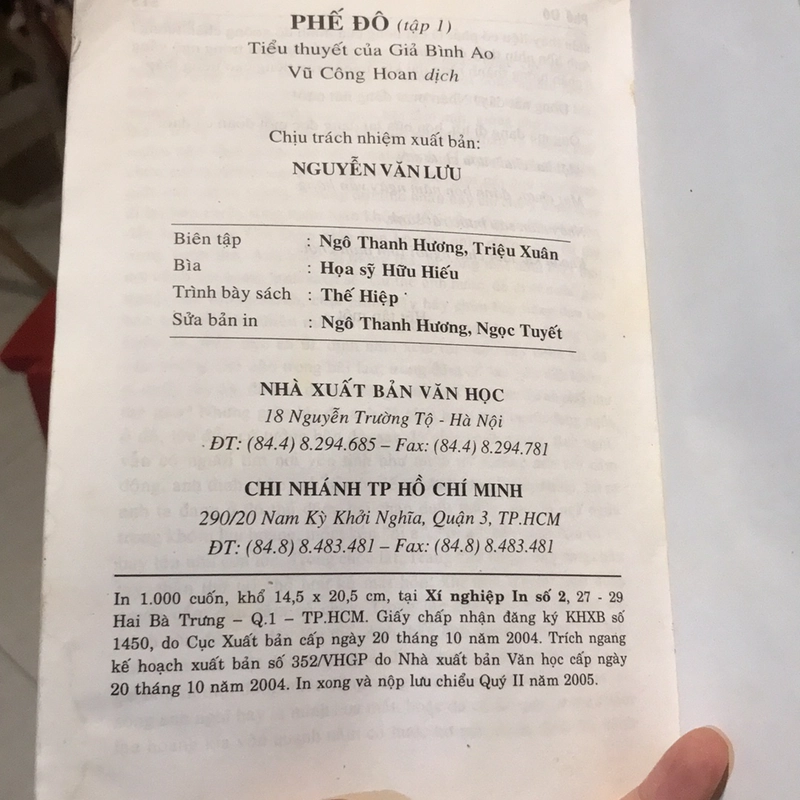 PHẾ ĐÔ (tập 1)
Tiểu thuyết của Giả Bình Ao
Vũ Công Hoan dịch
Chịu trách nhiệm xuất bản:
NGUYỄN VĂN LƯU
Biên tập : Ngô Thanh Hương, Triệu Xuân
Bìa : Họa sỹ Hữu Hiếu
Trình bày sách : Thế Hiệp
Sửa bản in : Ngô Thanh Hương, Ngọc Tuyết
NHÀ XUẤT BẢN VĂN HỌC
18 Nguyễn Trường Tộ - Hà Nội
ĐT: (84.4) 8.294.685 – Fax: (84.4) 8.294.781
CHI NHÁNH TP HỒ CHÍ MINH
290/20 Nam Kỳ Khởi Nghĩa, Quận 3, TP.HCM
ĐT: (84.8) 8.483.481 – Fax: (84.8) 8.483.481
In 1.000 cuốn, khổ 14,5 x 20,5 cm, tại Xí nghiệp In số 2, 27 - 29
Hai Bà Trưng – Q.1 – TP.HCM. Giấy chấp nhận đăng ký KHXB số
1450, do Cục Xuất bản cấp ngày 20 tháng 10 năm 2004. Trích ngang
kế hoạch xuất bản số 352/VHGP do Nhà xuất bản Văn học cấp ngày
20 tháng 10 năm 2004. In xong và nộp lưu chiểu Quý II năm 2005.